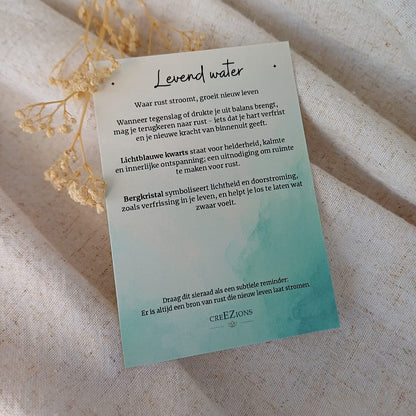 Levend water
Waar rust stroomt, groeit nieuw leven
Wanneer tegenslag of drukte je uit balans brengt,
mag je terugkeren naar rust - iets dat je hart verfrist
en je nieuwe kracht van binnenuit geeft.
Lichtblauwe kwarts staat voor helderheid, kalmte
en innerlijke ontspanning; een uitnodiging om ruimte
te maken voor rust.
Bergkristal symboliseert lichtheid en doorstroming,
zoals verfrissing in je leven, en helpt je los te laten wat
zwaar voelt.
Draag dit sieraad als een subtiele reminder:
Er is altijd een bron van rust die nieuw leven laat stromen.
CREEZIONS